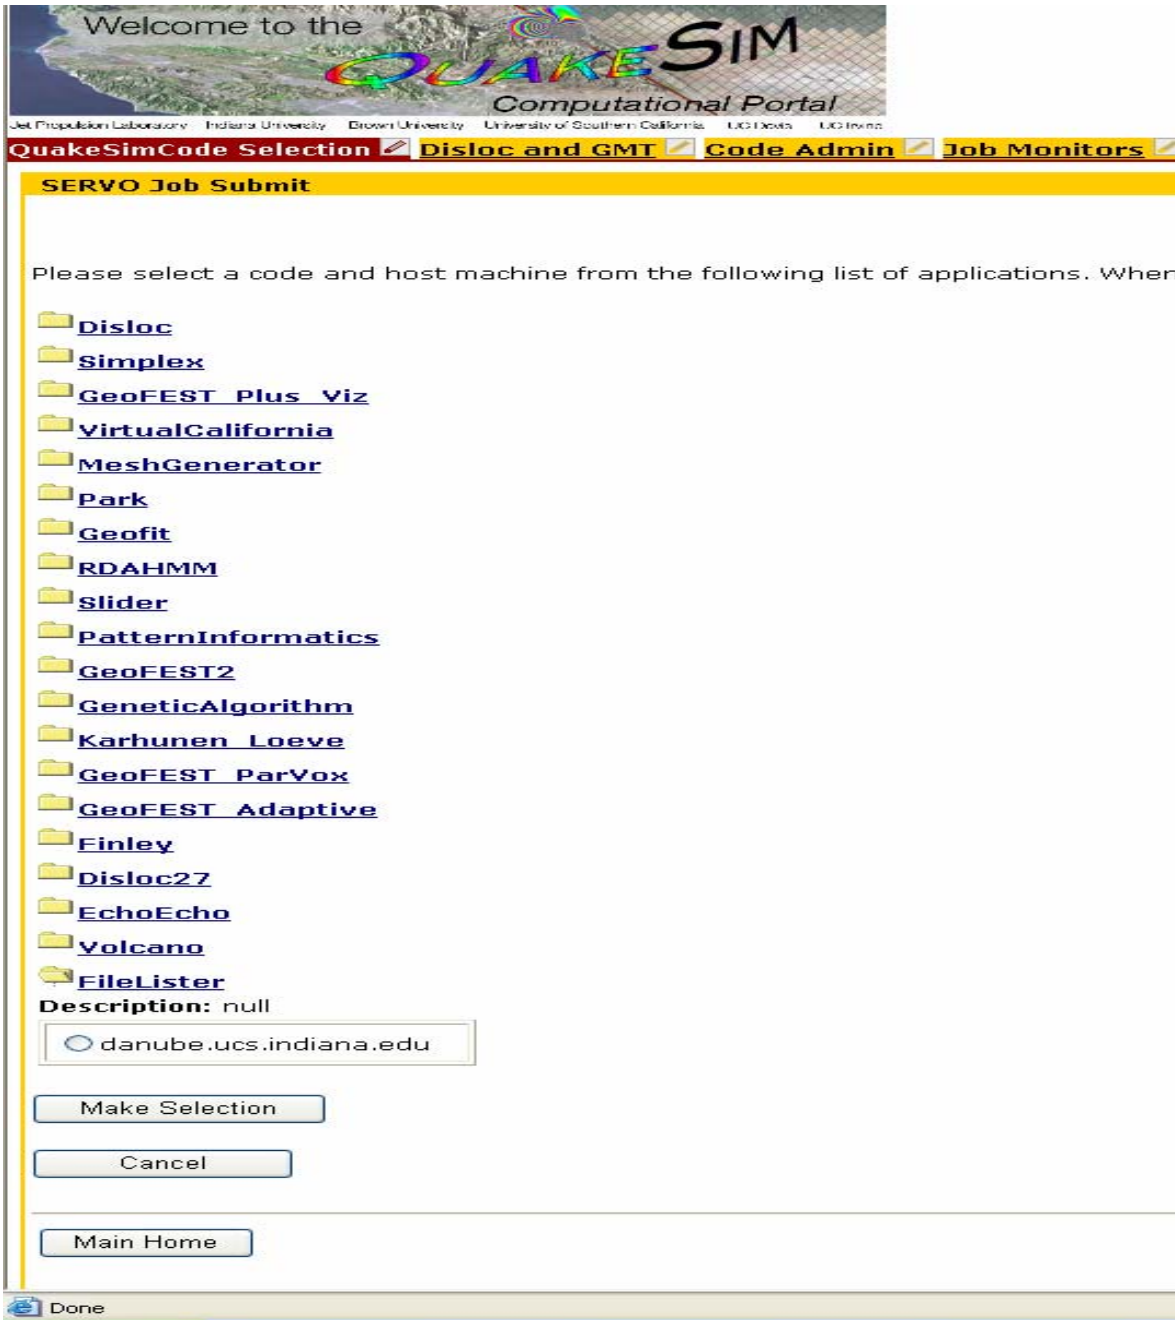 Welcome to the
QUAKESIM
Computational Portal
Jet Propulsion Laboratory Indiana University Brown University University of Southern California UC Davis UC Irvine
QuakeSimCode Selection Disloc and GMT Code Admin Job Monitors
SERVO Job Submit
Please select a code and host machine from the following list of applications. When
Disloc
Simplex
GeoFEST_Plus_Viz
VirtualCalifornia
MeshGenerator
Park
Geofit
RDAHMM
Slider
PatternInformatics
GeoFEST2
GeneticAlgorithm
Karhunen_Loeve
GeoFEST_ParVox
GeoFEST_Adaptive
Finley
Disloc27
EchoEcho
Volcano
FileLister
Description: null
danube.ucs.indiana.edu
Make Selection
Cancel
Main Home
Done